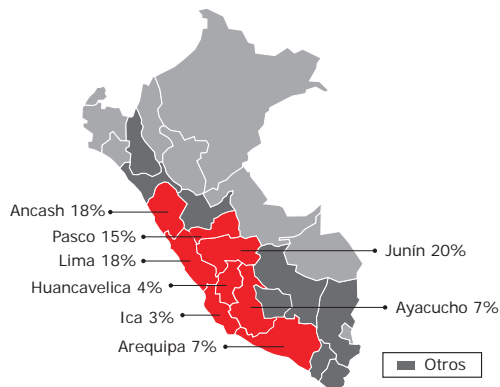 Ancash 18%
Pasco 15%
Lima 18%
Junín 20%
Huancavelica 4%
Ayacucho 7%
Ica 3%
Arequipa 7%
Otros